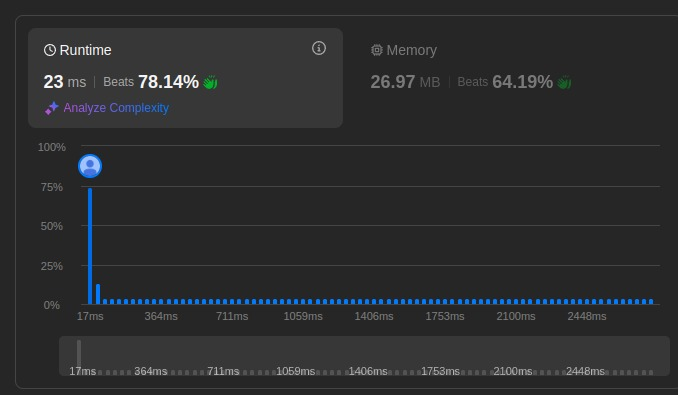 Runtime
Memory
23 ms | Beats 78.14%
26.97 MB | Beats 64.19%
Analyze Complexity
100%
75%
50%
25%
0%
17ms 364ms 711ms 1059ms 1406ms 1753ms 2100ms 2448ms
17ms 364ms 711ms 1059ms 1406ms 1753ms 2100ms 2448ms